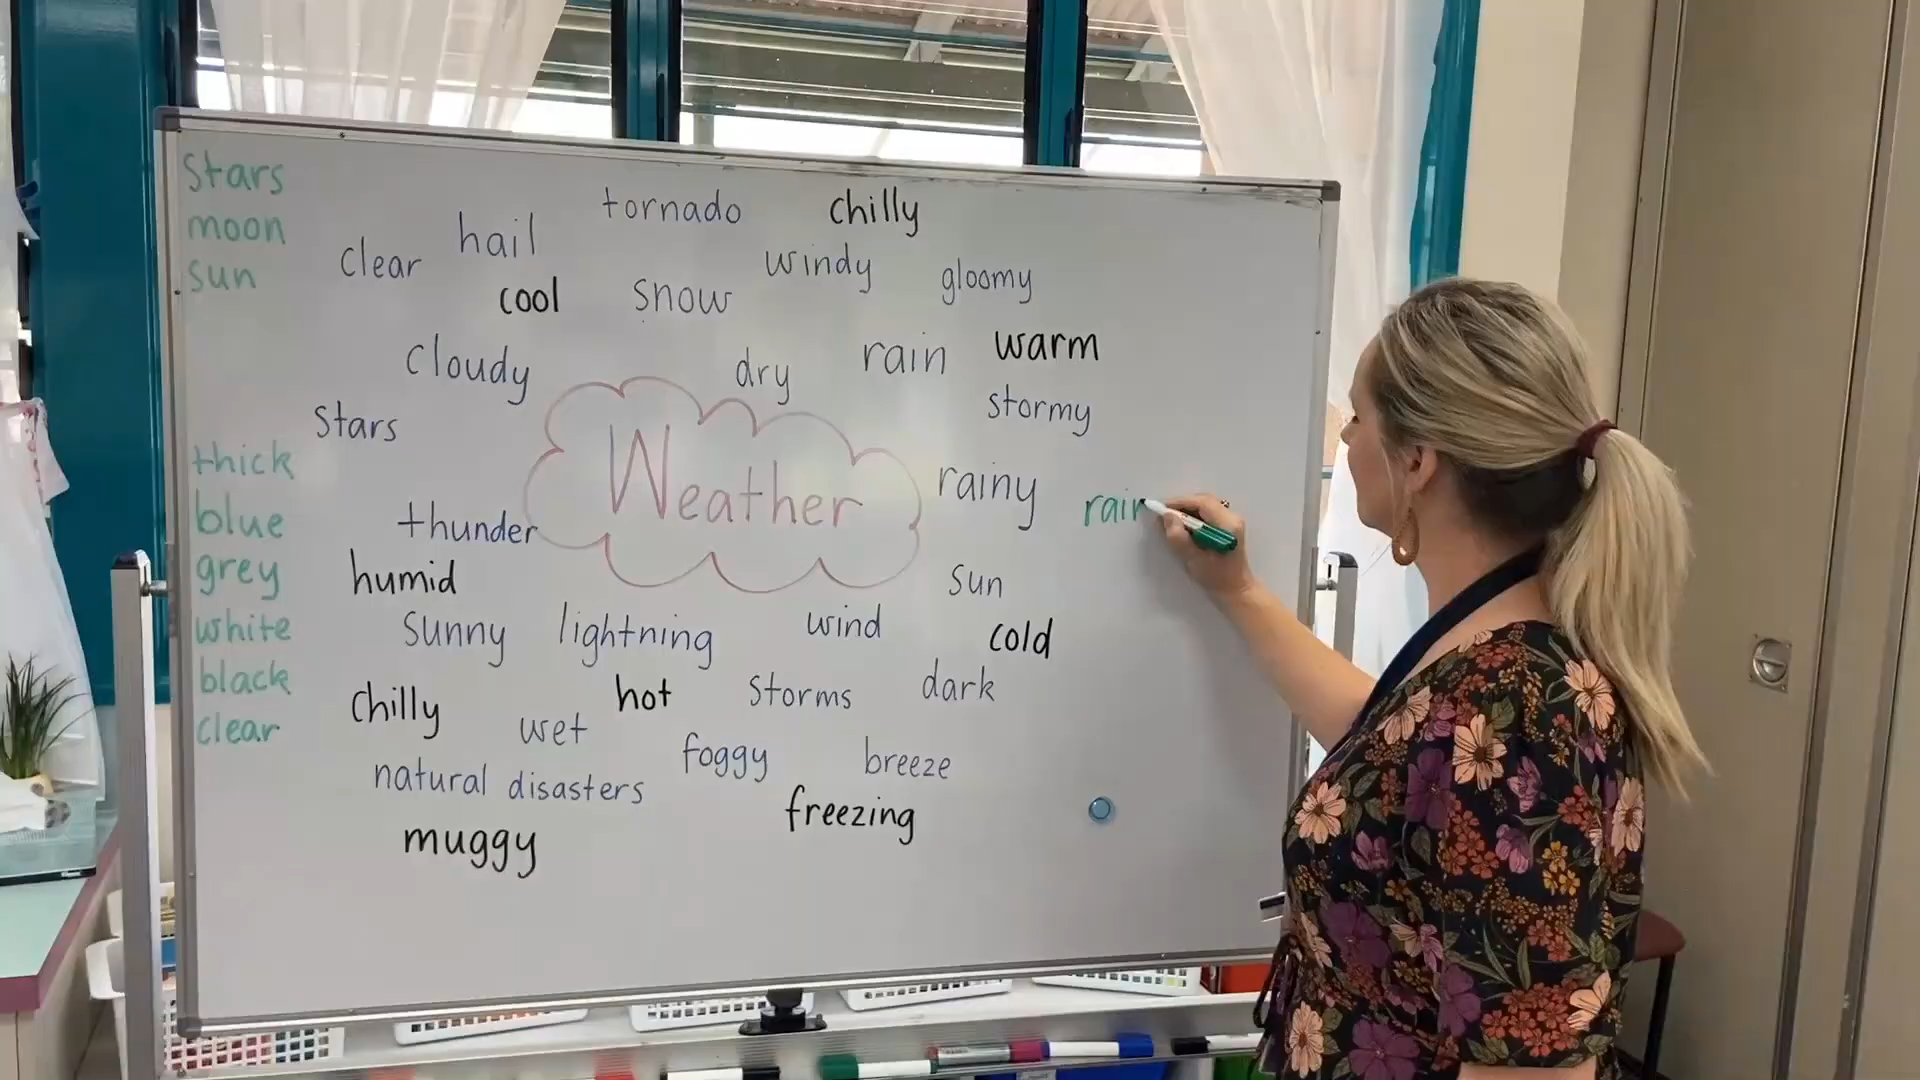 stars
moon
sun
tornado
chilly
hail
clear
windy
gloomy
cool
snow
cloudy
dry
rain
warm
stars
stormy
thick
blue
grey
white
black
clear
Weather
rainy
rain
thunder
humid
sun
sunny
lightning
wind
cold
chilly
hot
storms
dark
wet
foggy
breeze
natural disasters
freezing
muggy